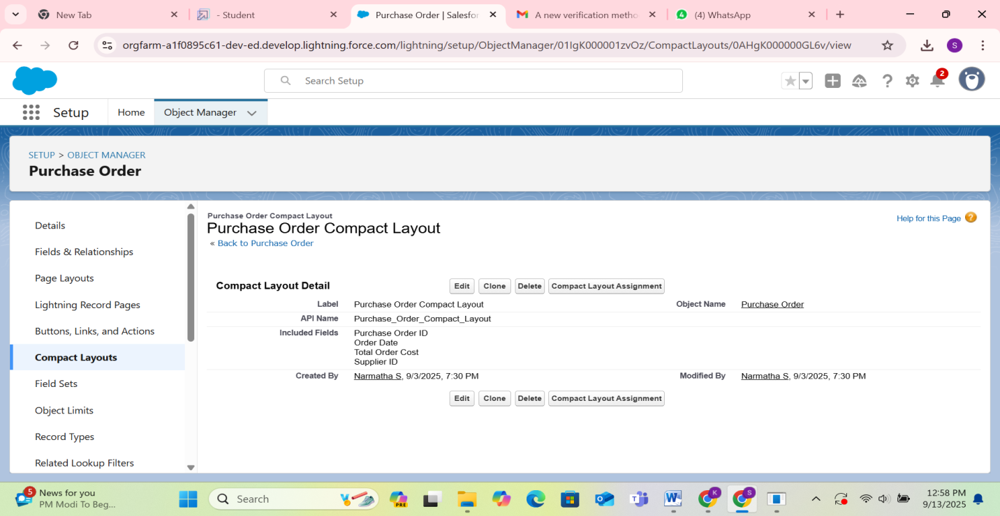 New Tab
- Student
Purchase Order | Salesfor
A new verification metho
4
(4) WhatsApp
orgfarm-a1f0895c61-dev-ed.develop.lightning.force.com/lightning/setup/ObjectManager/01IgK000001zvOz/CompactLayouts/0AHgK000000GL6v/view
S
Search Setup
2
Setup
Home
Object Manager
SETUP > OBJECT MANAGER
Purchase Order
Details
Fields & Relationships
Page Layouts
Lightning Record Pages
Buttons, Links, and Actions
Compact Layouts
Field Sets
Object Limits
Record Types
Related Lookup Filters
Purchase Order Compact Layout
Purchase Order Compact Layout
« Back to Purchase Order
Help for this Page ?
Compact Layout Detail
Edit Clone Delete Compact Layout Assignment
Label Purchase Order Compact Layout Object Name Purchase Order
API Name Purchase_Order_Compact_Layout
Included Fields Purchase Order ID
Order Date
Total Order Cost
Supplier ID
Created By Narmatha S, 9/3/2025, 7:30 PM Modified By Narmatha S, 9/3/2025, 7:30 PM
Edit Clone Delete Compact Layout Assignment
5
News for you
PM Modi To Beg...
Search
PRE
K
S
12:58 PM
9/13/2025